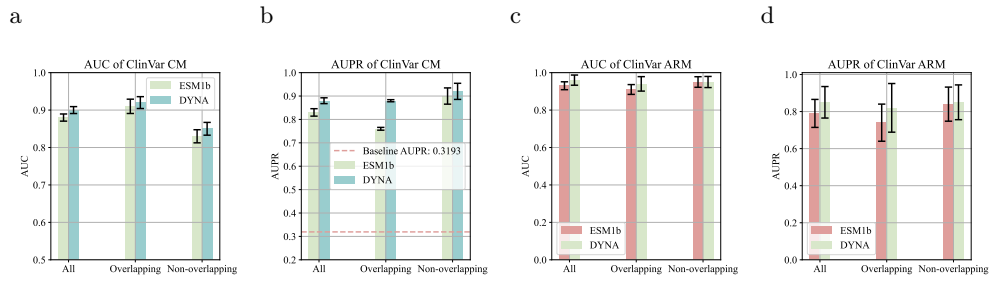 a
AUC of ClinVar CM
1.0
0.9
0.8
0.7
0.6
0.5
AUC
All
Overlapping
Non-overlapping
ESM1b
DYNA
b
AUPR of ClinVar CM
1.0
0.9
0.8
0.7
0.6
0.5
0.4
0.3
0.2
AUPR
All
Overlapping
Non-overlapping
Baseline AUPR: 0.3193
ESM1b
DYNA
c
AUC of ClinVar ARM
1.0
0.8
0.6
0.4
0.2
0.0
AUC
All
Overlapping
Non-overlapping
ESM1b
DYNA
d
AUPR of ClinVar ARM
1.0
0.8
0.6
0.4
0.2
0.0
AUPR
All
Overlapping
Non-overlapping
ESM1b
DYNA